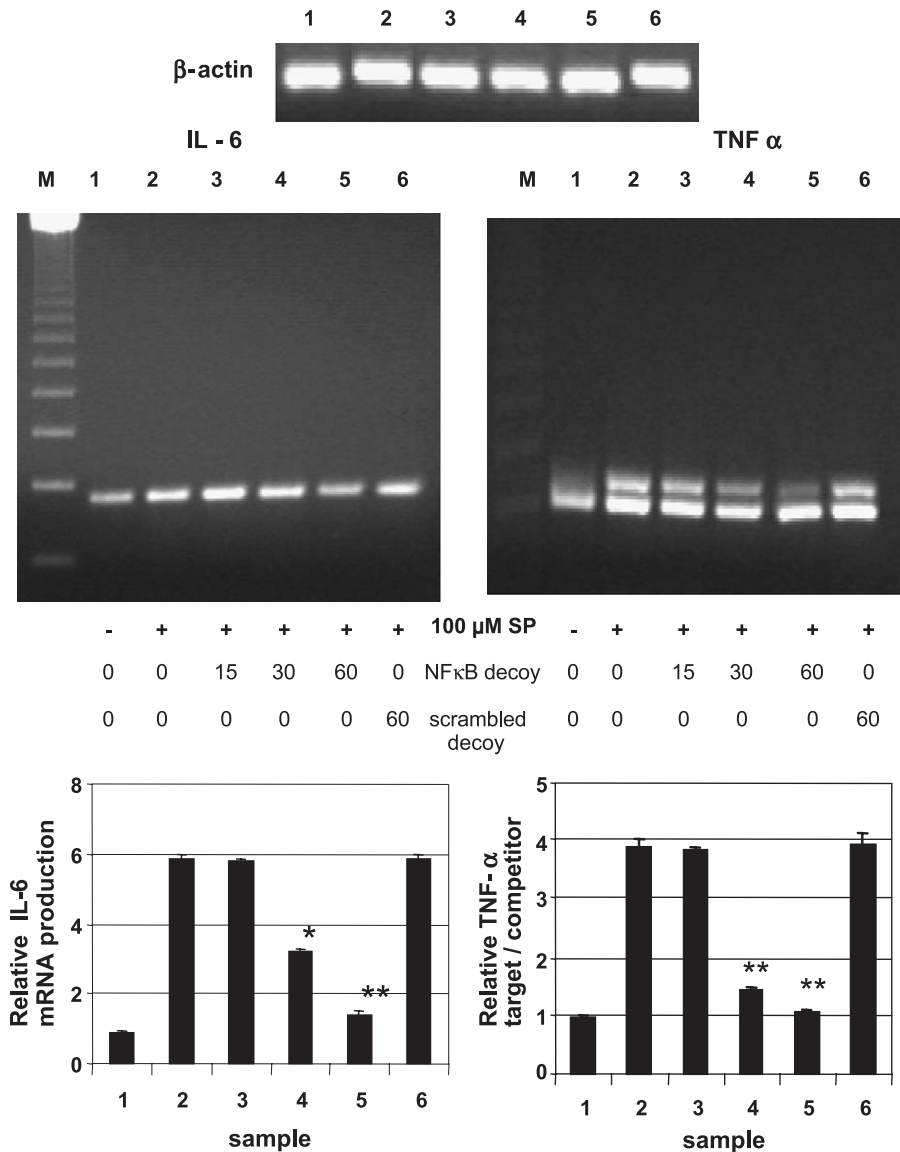 1 2 3 4 5 6
β-actin
IL - 6
TNF α
M 1 2 3 4 5 6
M 1 2 3 4 5 6
- + + + + + 100 μM SP - + + + + +
0 0 15 30 60 0 NFκB decoy 0 0 15 30 60 0
0 0 0 0 0 60 scrambled decoy 0 0 0 0 0 60
Relative IL-6
mRNA production
8
6
4
2
0
*
**
1 2 3 4 5 6
sample
Relative TNF-α
target / competitor
5
4
3
2
1
0
**
**
1 2 3 4 5 6
sample